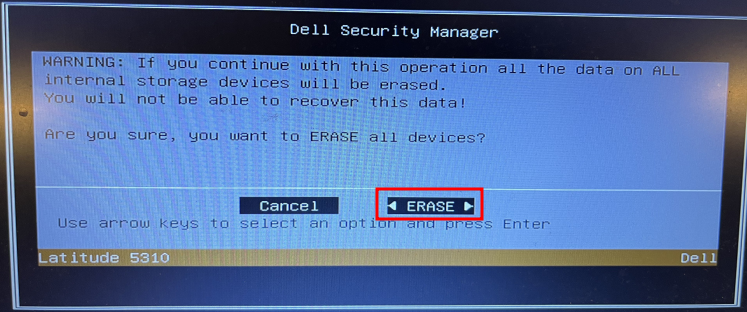 Dell Security Manager
WARNING: If you continue with this operation all the data on ALL
internal storage devices will be erased.
You will not be able to recover this data!
Are you sure, you want to ERASE all devices?
Cancel ◀ ERASE ▶
Use arrow keys to select an option and press Enter
Latitude 5310 Dell